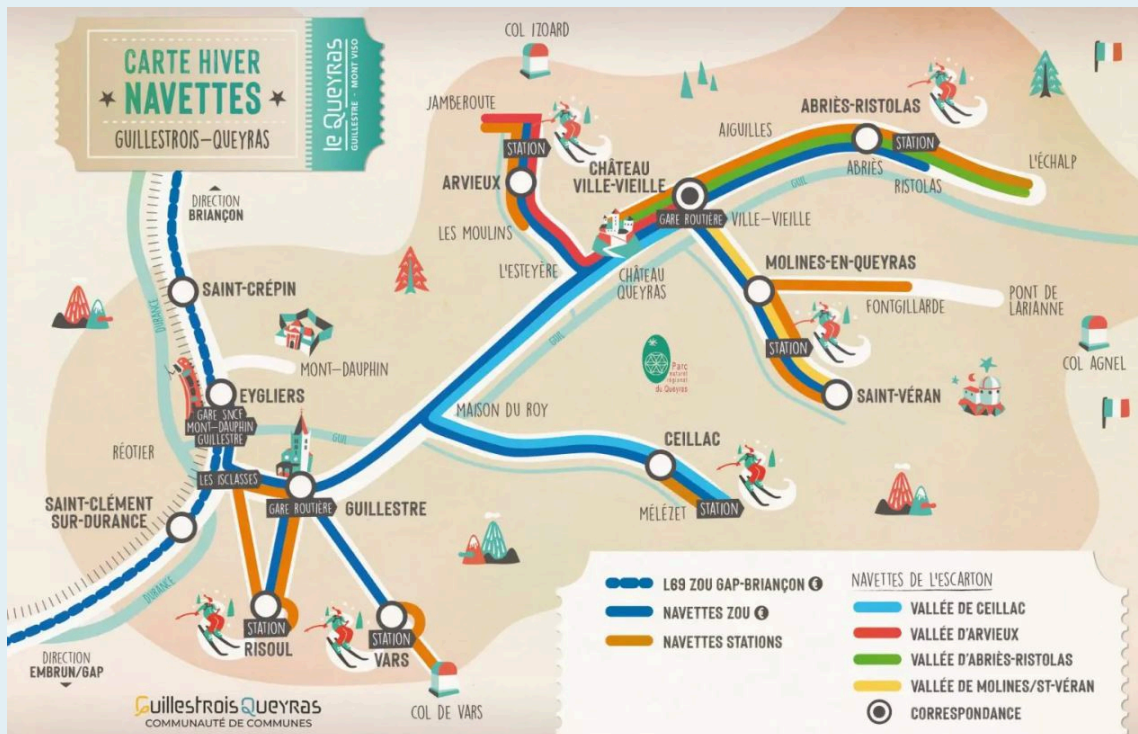 CARTE HIVER
NAVETTES
GUILLESTROIS–QUEYRAS
le Queyras
GUILLESTRE - MONT VISO
COL IZOARD
JAMBEROUTE
STATION
ARVIEUX
LES MOULINS
L'ESTEYÈRE
CHÂTEAU
VILLE-VIEILLE
GARE ROUTIÈRE
VILLE-VIEILLE
CHÂTEAU
QUEYRAS
AIGUILLES
ABRIÈS-RISTOLAS
STATION
ABRIÈS
RISTOLAS
L'ÉCHALP
GUIL
GUIL
GUIL
MOLINES-EN-QUEYRAS
FONTGILLARDE
PONT DE
LARIANNE
COL AGNEL
STATION
SAINT-VÉRAN
Parc
naturel
régional
du Queyras
DIRECTION
BRIANÇON
SAINT-CRÉPIN
DURANCE
MONT-DAUPHIN
EYGLIERS
GARE SNCF
MONT-DAUPHIN
GUILLESTRE
RÉOTIER
LES ISCLASSES
GARE ROUTIÈRE
GUILLESTRE
MAISON DU ROY
CEILLAC
MÉLÉZET
STATION
SAINT-CLÉMENT
SUR-DURANCE
DURANCE
STATION
RISOUL
STATION
VARS
COL DE VARS
DIRECTION
EMBRUN/GAP
GuillestroisQueyras
COMMUNAUTÉ DE COMMUNES
L69 ZOU GAP-BRIANÇON €
NAVETTES ZOU €
NAVETTES STATIONS
NAVETTES DE L'ESCARTON
VALLÉE DE CEILLAC
VALLÉE D'ARVIEUX
VALLÉE D'ABRIÈS-RISTOLAS
VALLÉE DE MOLINES/ST-VÉRAN
CORRESPONDANCE